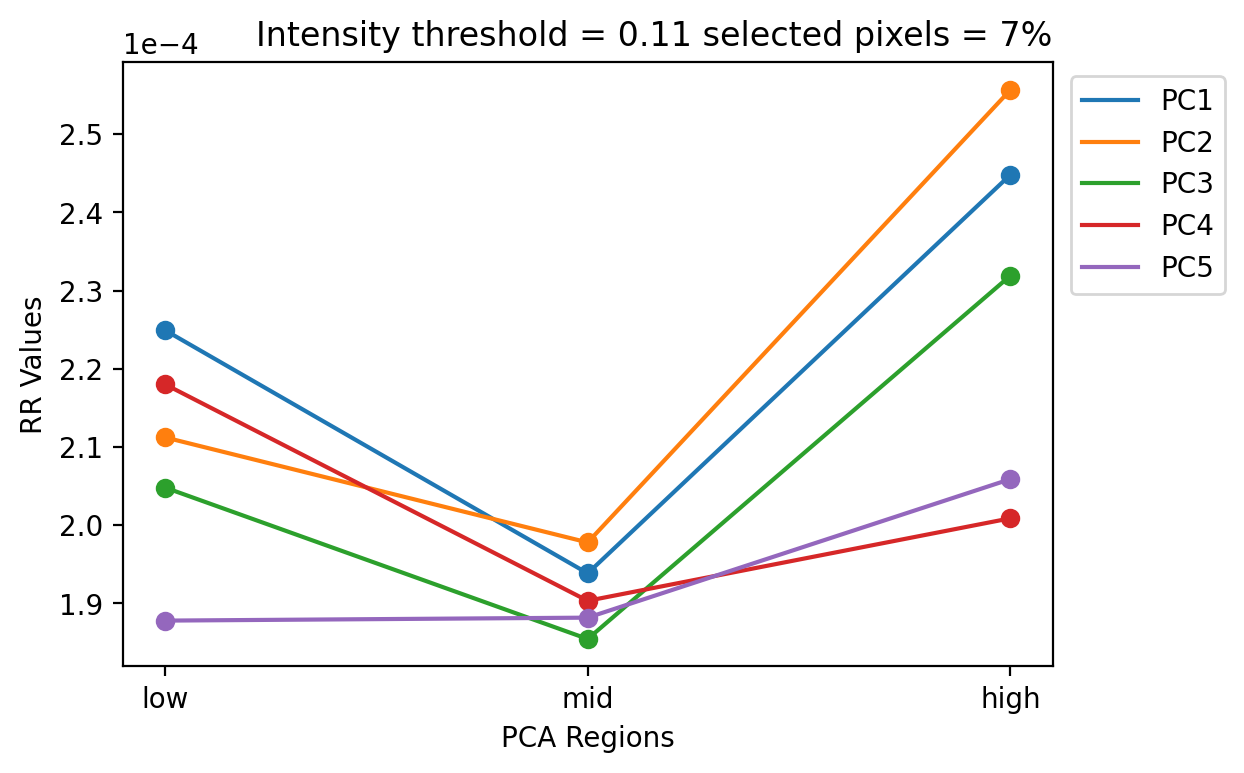 Intensity threshold = 0.11 selected pixels = 7%
1e−4
2.5
2.4
2.3
2.2
2.1
2.0
1.9
RR Values
low
mid
high
PCA Regions
PC1
PC2
PC3
PC4
PC5